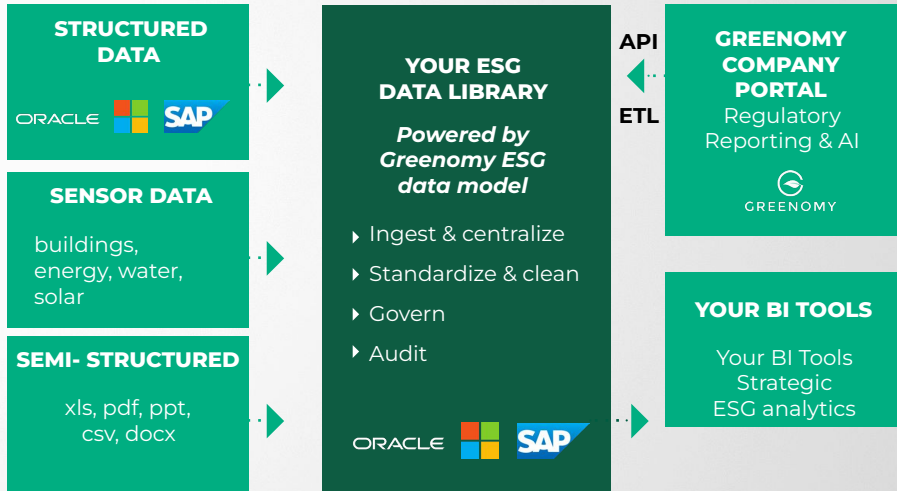 STRUCTURED
DATA
ORACLE
SAP
SENSOR DATA
buildings,
energy, water,
solar
SEMI- STRUCTURED
xls, pdf, ppt,
csv, docx
YOUR ESG
DATA LIBRARY
Powered by
Greenomy ESG
data model
Ingest & centralize
Standardize & clean
Govern
Audit
ORACLE
SAP
API
ETL
GREENOMY
COMPANY
PORTAL
Regulatory
Reporting & AI
GREENOMY
YOUR BI TOOLS
Your BI Tools
Strategic
ESG analytics